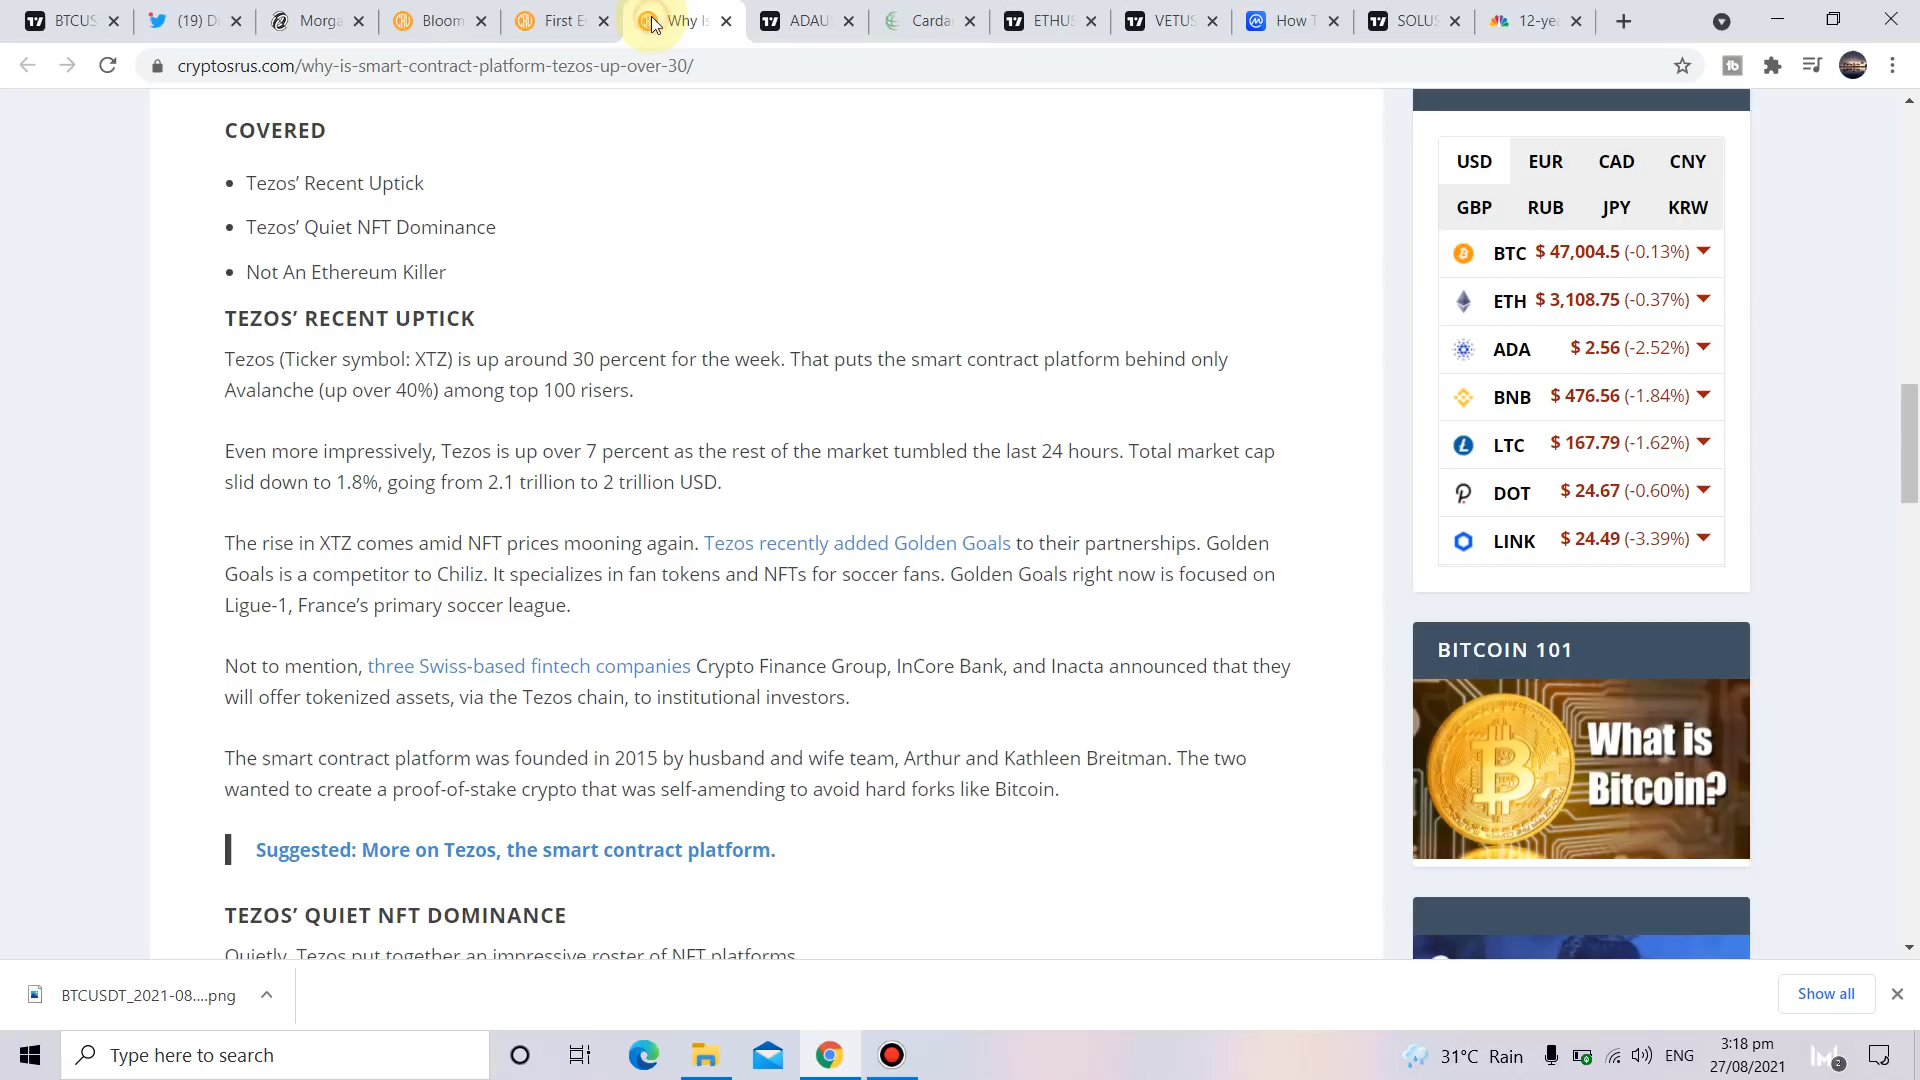 BTCUS
(19) D
Morga
Bloom
First E
Why Is
ADAU
Carda
ETHUS
VETUS
How T
SOLUS
12-ye
cryptosrus.com/why-is-smart-contract-platform-tezos-up-over-30/
COVERED
Tezos’ Recent Uptick
Tezos’ Quiet NFT Dominance
Not An Ethereum Killer
TEZOS’ RECENT UPTICK
Tezos (Ticker symbol: XTZ) is up around 30 percent for the week. That puts the smart contract platform behind only
Avalanche (up over 40%) among top 100 risers.
Even more impressively, Tezos is up over 7 percent as the rest of the market tumbled the last 24 hours. Total market cap
slid down to 1.8%, going from 2.1 trillion to 2 trillion USD.
The rise in XTZ comes amid NFT prices mooning again. Tezos recently added Golden Goals to their partnerships. Golden
Goals is a competitor to Chiliz. It specializes in fan tokens and NFTs for soccer fans. Golden Goals right now is focused on
Ligue-1, France’s primary soccer league.
Not to mention, three Swiss-based fintech companies Crypto Finance Group, InCore Bank, and Inacta announced that they
will offer tokenized assets, via the Tezos chain, to institutional investors.
The smart contract platform was founded in 2015 by husband and wife team, Arthur and Kathleen Breitman. The two
wanted to create a proof-of-stake crypto that was self-amending to avoid hard forks like Bitcoin.
Suggested: More on Tezos, the smart contract platform.
TEZOS’ QUIET NFT DOMINANCE
Quietly, Tezos put together an impressive roster of NFT platforms.
USD EUR CAD CNY
GBP RUB JPY KRW
BTC $ 47,004.5 (-0.13%)
ETH $ 3,108.75 (-0.37%)
ADA $ 2.56 (-2.52%)
BNB $ 476.56 (-1.84%)
LTC $ 167.79 (-1.62%)
DOT $ 24.67 (-0.60%)
LINK $ 24.49 (-3.39%)
BITCOIN 101
What is
Bitcoin?
BTCUSDT_2021-08....png
Show all
Type here to search
31°C Rain
ENG
3:18 pm
27/08/2021
2